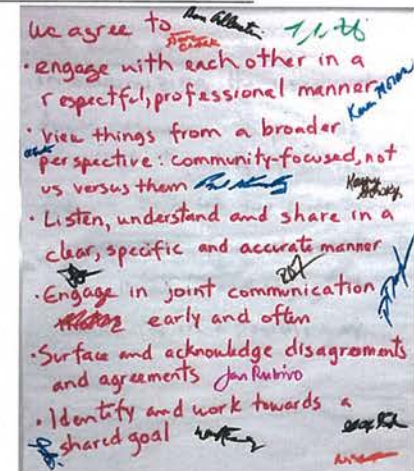 we agree to
• engage with each other in a
respectful, professional manner
Karen Moran
• view things from a broader
perspective: community-focused, not
us versus them
• Listen, understand and share in a
clear, specific and accurate manner
• Engage in joint communication
early and often
• Surface and acknowledge disagreements
and agreements Jan Rubino
• Identify and work towards a
shared goal